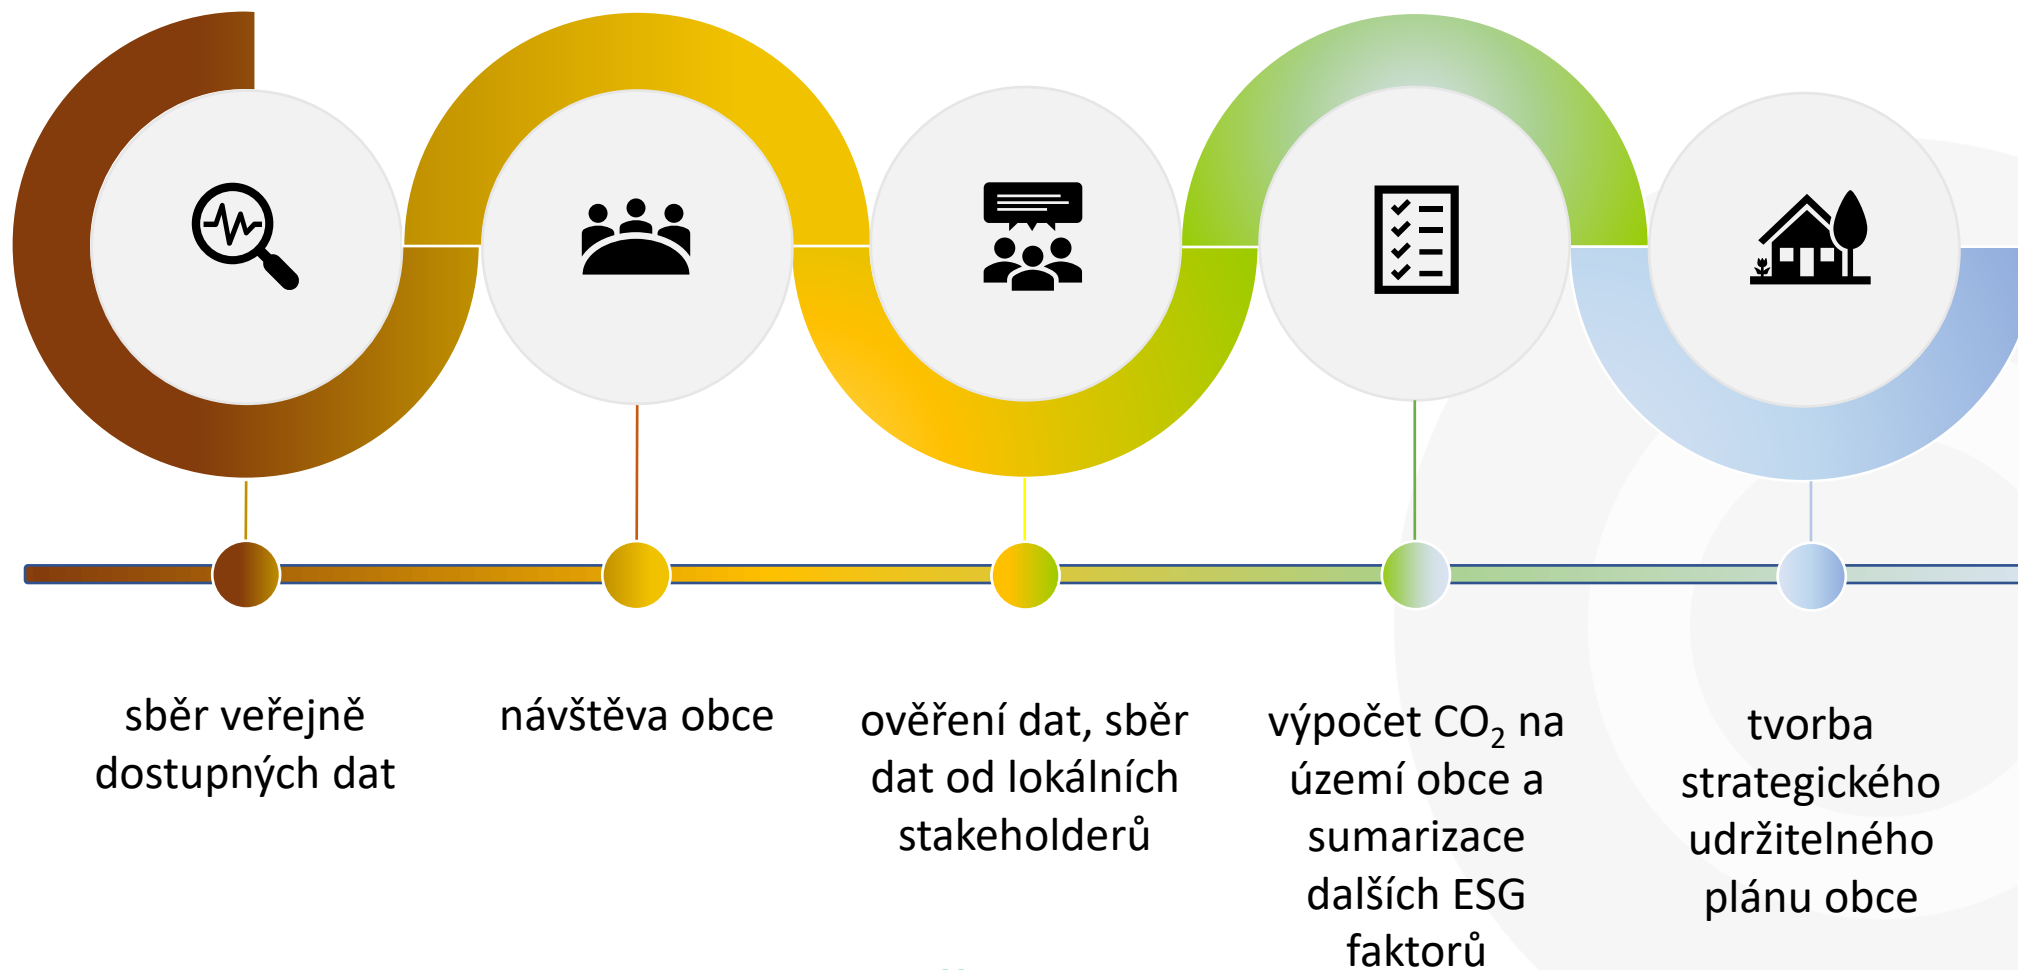 sběr veřejně
dostupných dat
návštěva obce
ověření dat, sběr
dat od lokálních
stakeholderů
výpočet CO₂ na
území obce a
sumarizace
dalších ESG
faktorů
tvorba
strategického
udržitelného
plánu obce